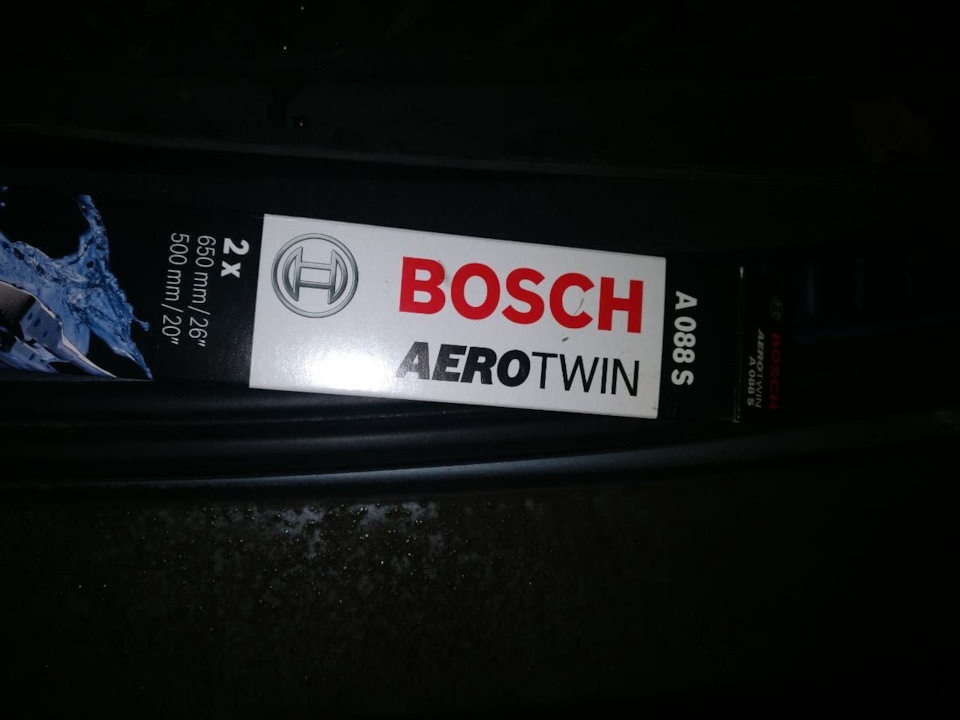 BOSCH
AEROTWIN
A 088 S
2 x
650 mm / 26"
500 mm / 20"
BOSCH
AEROTWIN
A 088 S